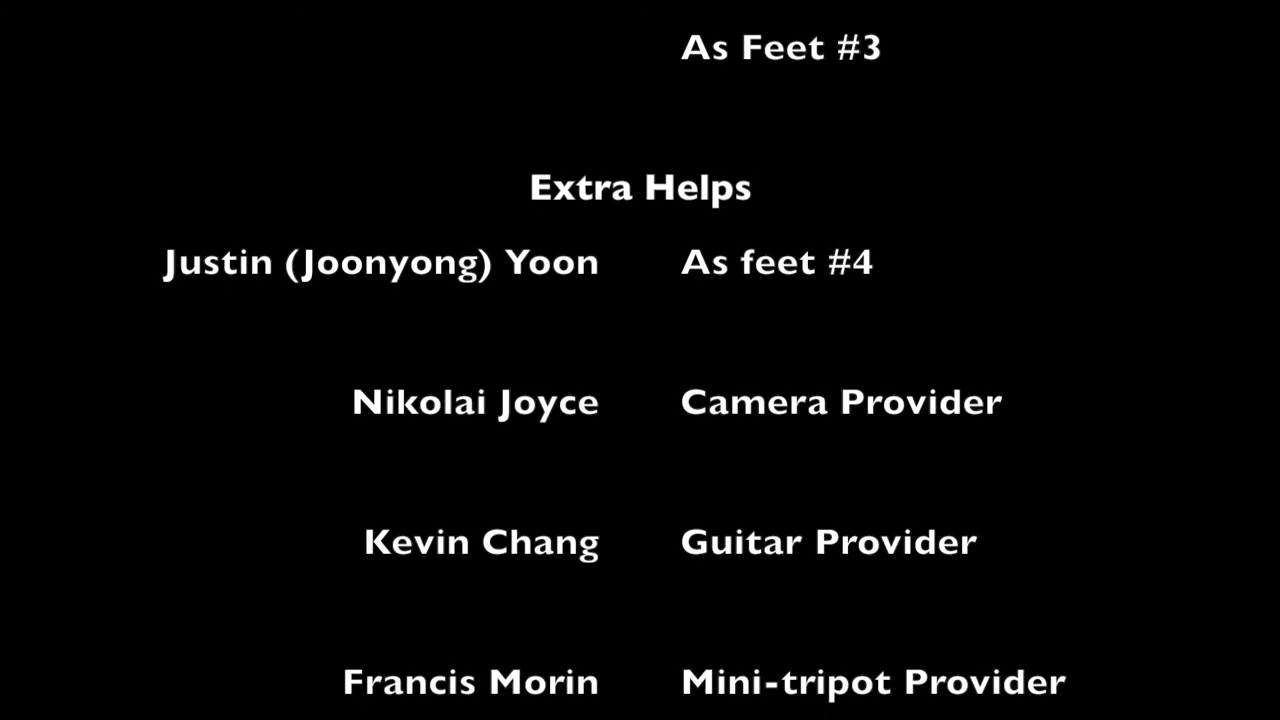 As Feet #3
Extra Helps
Justin (Joonyong) Yoon As feet #4
Nikolai Joyce Camera Provider
Kevin Chang Guitar Provider
Francis Morin Mini-tripot Provider